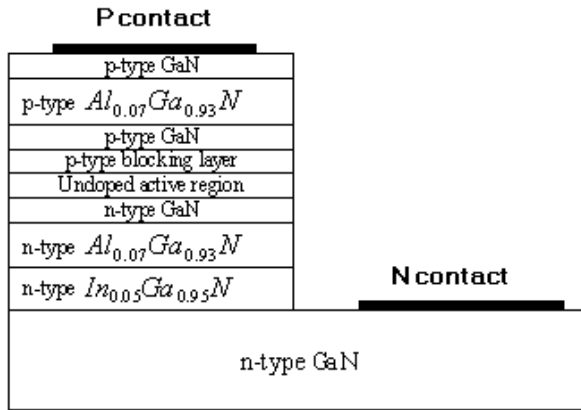 P contact
p-type GaN
p-type Al₀.₀₇Ga₀.₉₃N
p-type GaN
p-type blocking layer
Undoped active region
n-type GaN
n-type Al₀.₀₇Ga₀.₉₃N
n-type In₀.₀₅Ga₀.₉₅N
N contact
n-type GaN